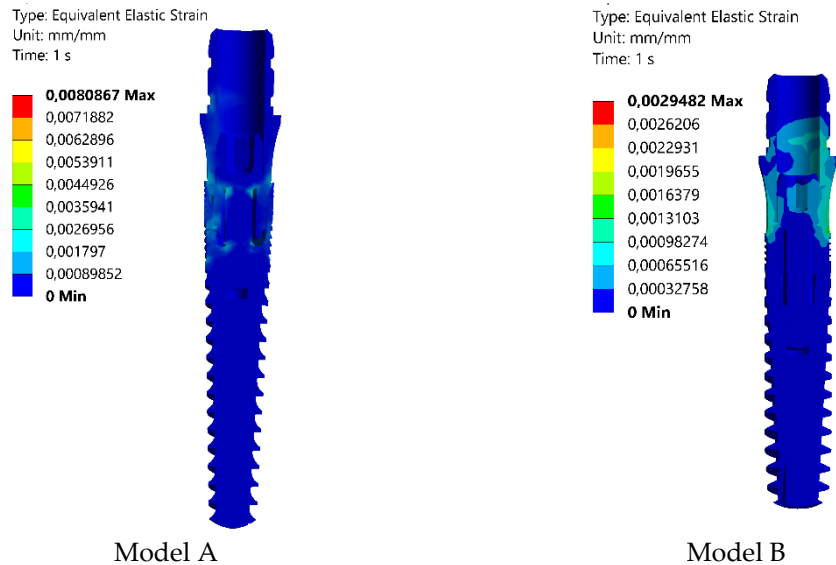 Type: Equivalent Elastic Strain
Unit: mm/mm
Time: 1 s
0,0080867 Max
0,0071882
0,0062896
0,0053911
0,0044926
0,0035941
0,0026956
0,001797
0,00089852
0 Min
Model A
Type: Equivalent Elastic Strain
Unit: mm/mm
Time: 1 s
0,0029482 Max
0,0026206
0,0022931
0,0019655
0,0016379
0,0013103
0,00098274
0,00065516
0,00032758
0 Min
Model B